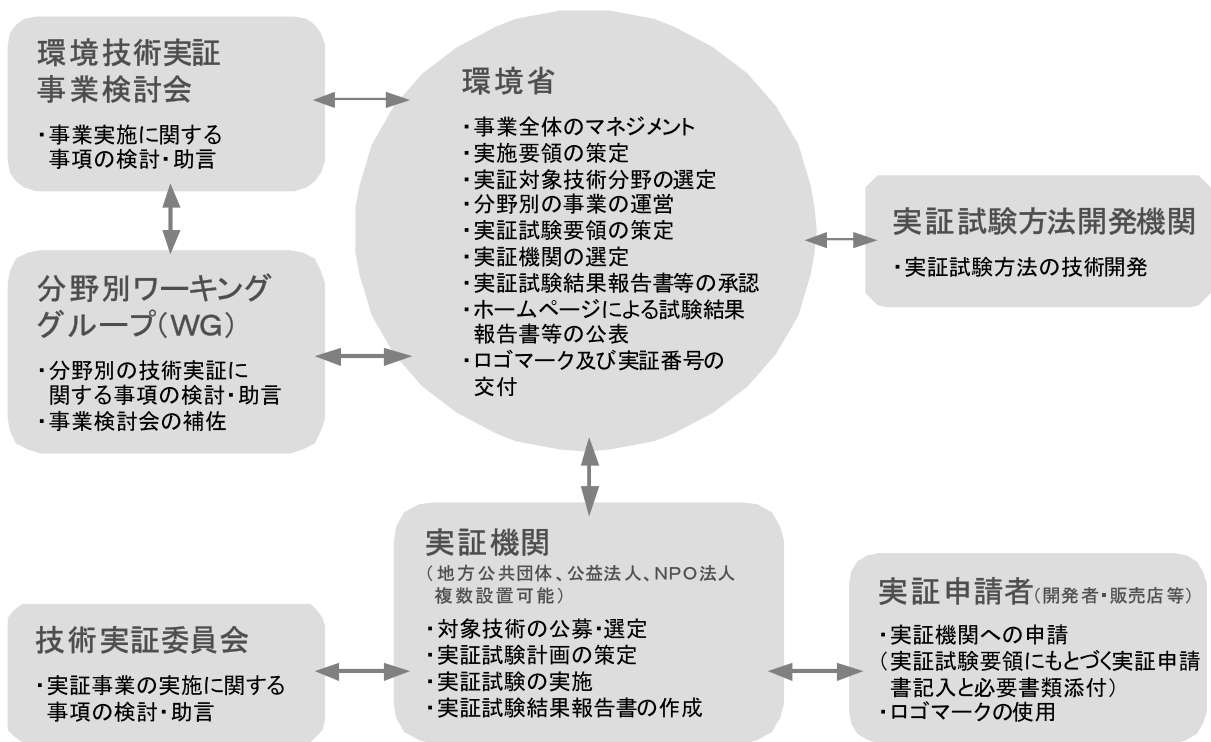 環境技術実証
事業検討会
・事業実施に関する
事項の検討・助言
分野別ワーキング
グループ(WG)
・分野別の技術実証に
関する事項の検討・助言
・事業検討会の補佐
環境省
・事業全体のマネジメント
・実施要領の策定
・実証対象技術分野の選定
・分野別の事業の運営
・実証試験要領の策定
・実証機関の選定
・実証試験結果報告書等の承認
・ホームページによる試験結果
報告書等の公表
・ロゴマーク及び実証番号の
交付
実証試験方法開発機関
・実証試験方法の技術開発
技術実証委員会
・実証事業の実施に関する
事項の検討・助言
実証機関
(地方公共団体、公益法人、NPO法人
複数設置可能)
・対象技術の公募・選定
・実証試験計画の策定
・実証試験の実施
・実証試験結果報告書の作成
実証申請者(開発者・販売店等)
・実証機関への申請
(実証試験要領にもとづく実証申請
書記入と必要書類添付)
・ロゴマークの使用